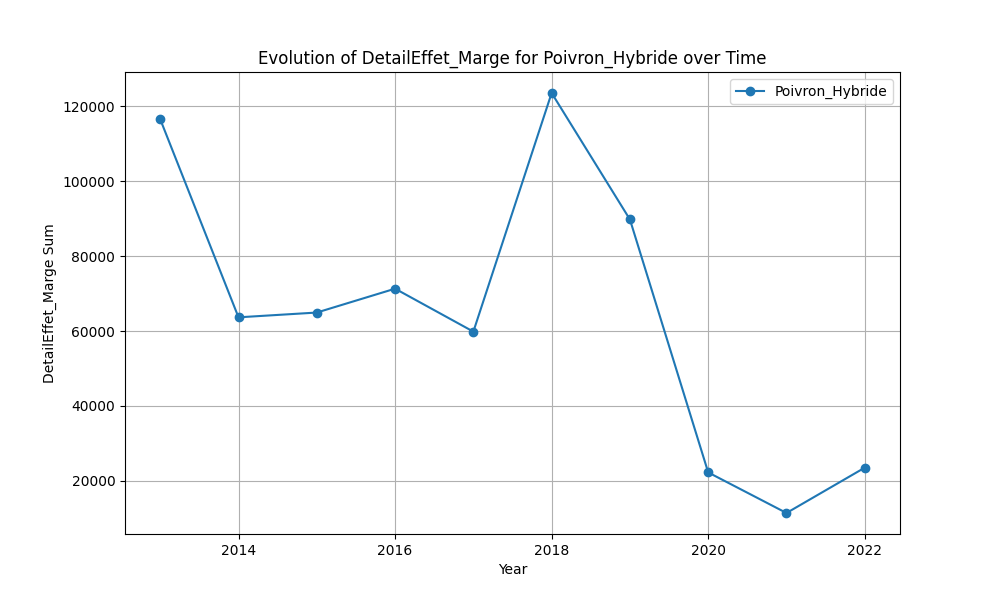 Evolution of DetailEffet_Marge for Poivron_Hybride over Time
Poivron_Hybride
120000
100000
80000
60000
40000
20000
DetailEffet_Marge Sum
2014 2016 2018 2020 2022
Year